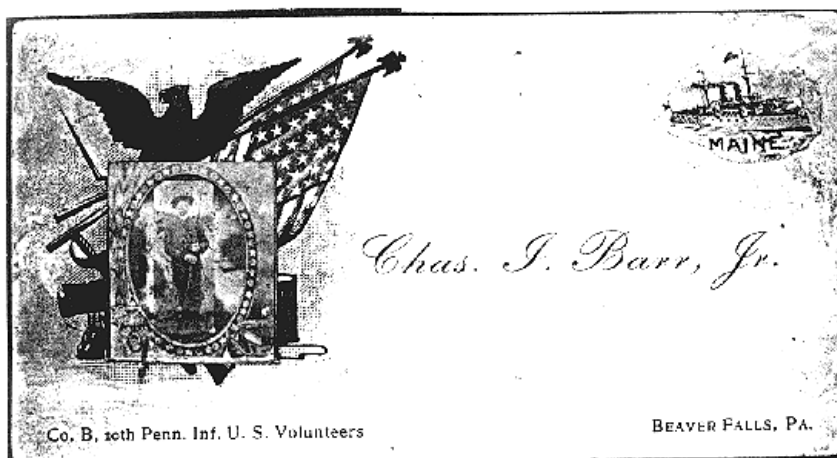 MAINE
Chas. I. Barr, Jr.
Co. B, 10th Penn. Inf. U. S. Volunteers
BEAVER FALLS, PA.